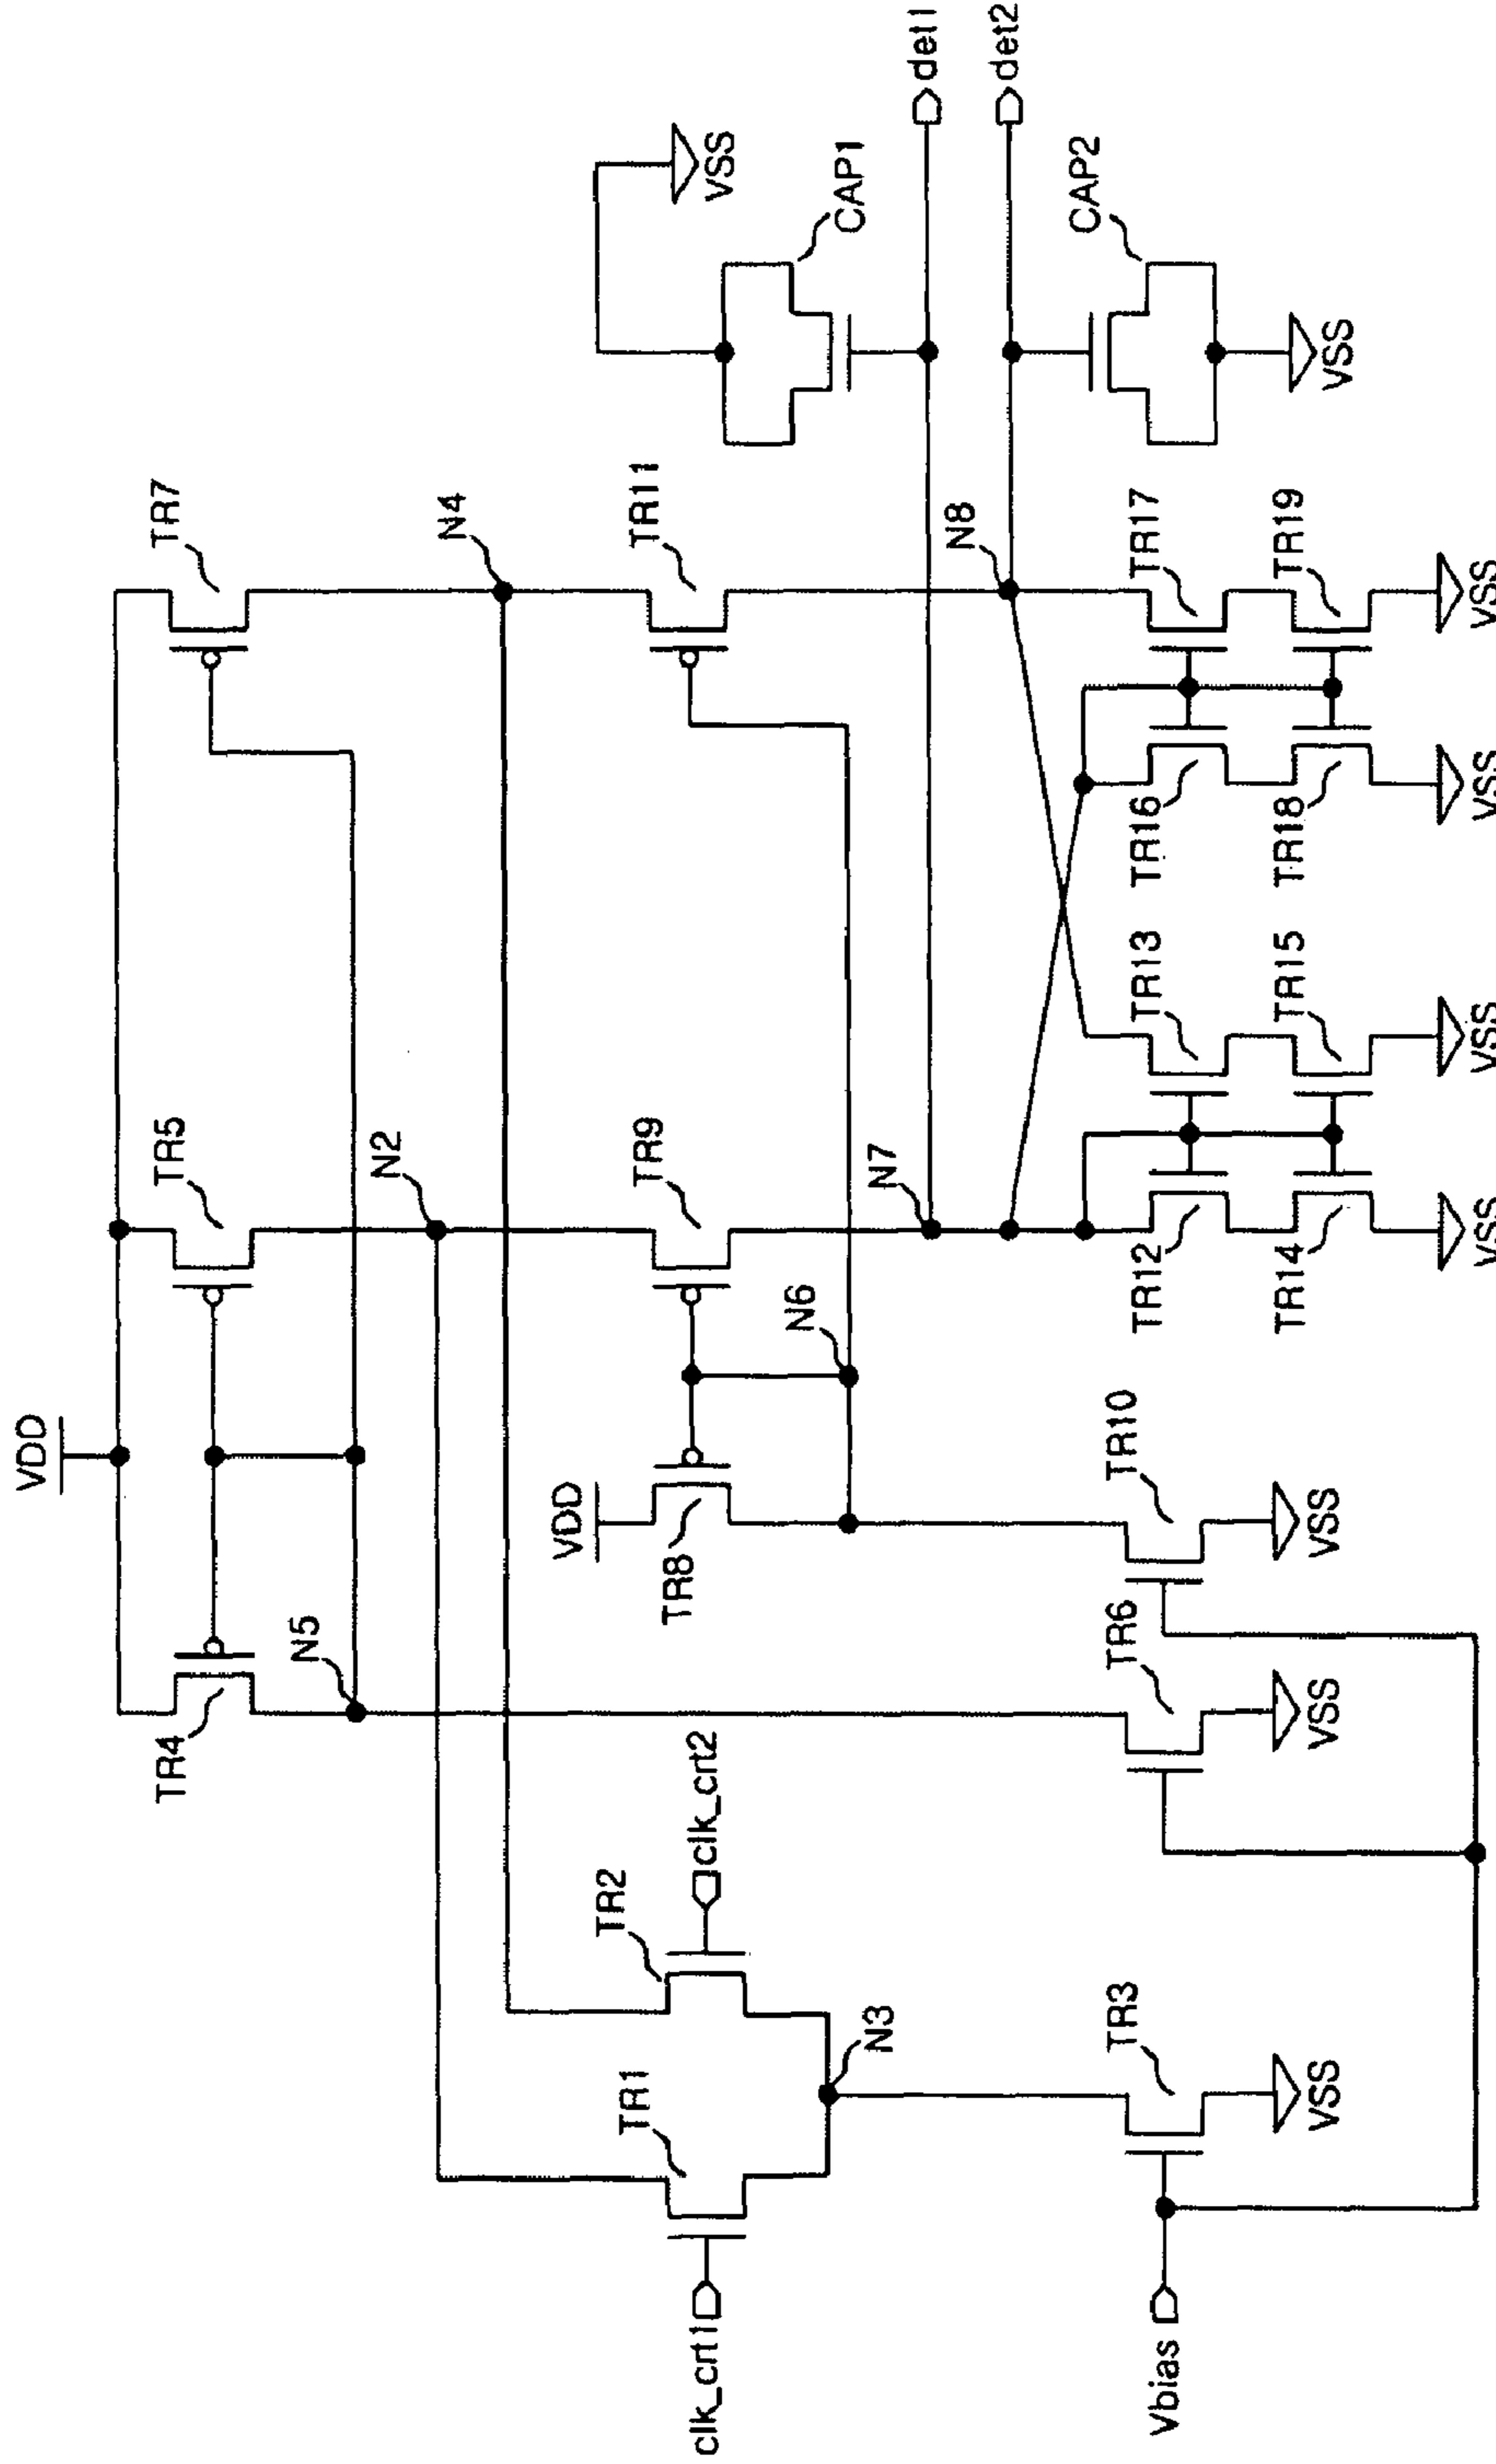 VDD
TR4
TR5
TR7
N5
N2
N4
VDD
TR2
TR1
TR8
TR9
TR11
clk_crt1
clk_crt2
VSS
N6
CAP1
N3
N7
det1
N8
det2
CAP2
TR3
TR6
TR10
TR12
TR13
TR16
TR17
Vbias
TR14
TR15
TR18
TR19
VSS
VSS
VSS
VSS
VSS
VSS
VSS
VSS